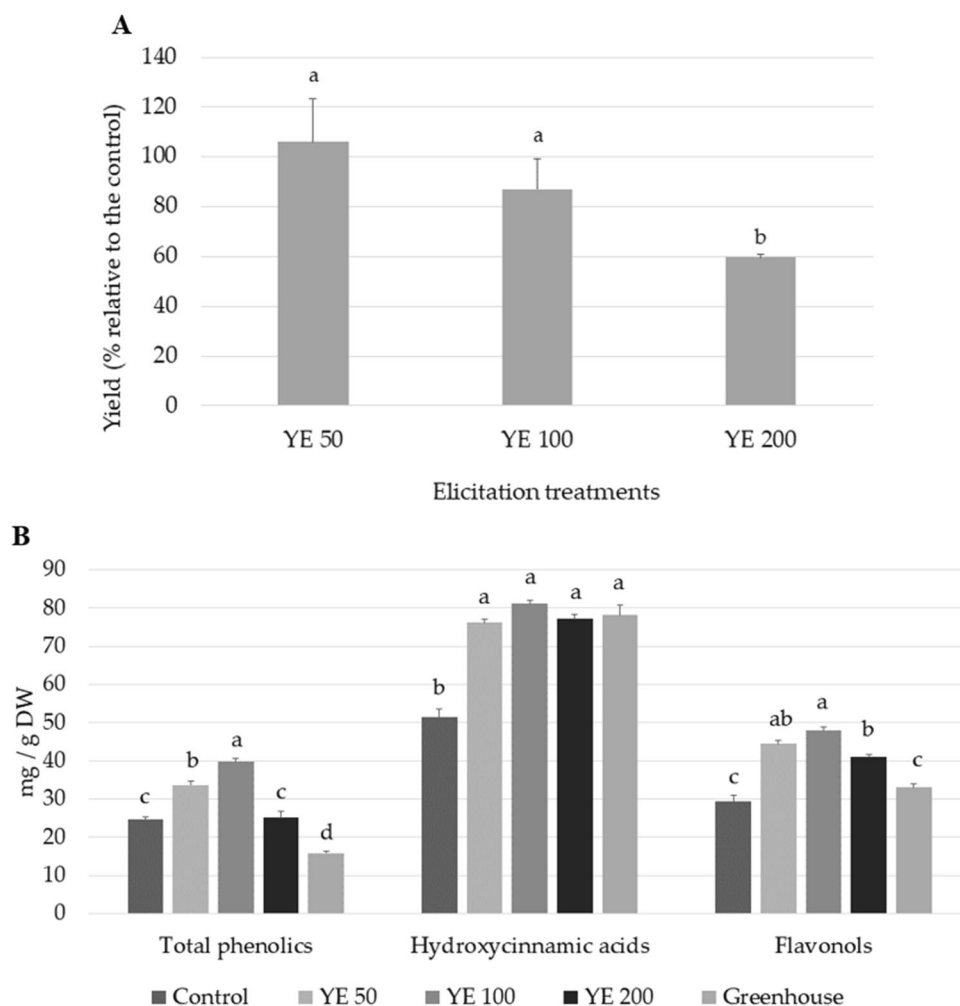 A
Yield (% relative to the control)
140
120
100
80
60
40
20
0
a
a
b
YE 50 YE 100 YE 200
Elicitation treatments
B
mg / g DW
90
80
70
60
50
40
30
20
10
0
c b a c d
b a a a a
c ab a b c
Total phenolics Hydroxycinnamic acids Flavonols
Control YE 50 YE 100 YE 200 Greenhouse